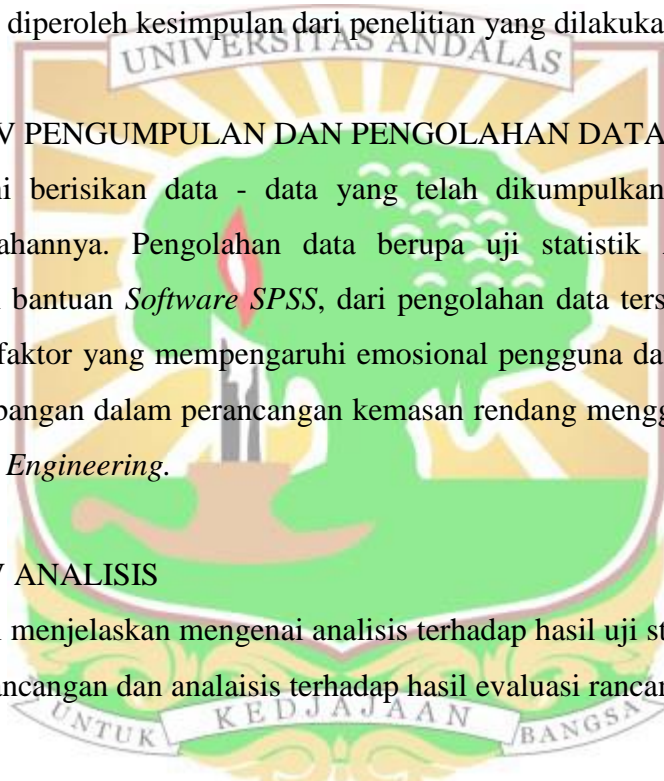 diperoleh kesimpulan dari penelitian yang dilakuka
UNIVERSITAS ANDALAS
V PENGUMPULAN DAN PENGOLAHAN DATA
berisikan data - data yang telah dikumpulkan
ahannya. Pengolahan data berupa uji statistik
bantuan Software SPSS, dari pengolahan data ters
faktor yang mempengaruhi emosional pengguna da
bangan dalam perancangan kemasan rendang mengg
Engineering.
ANALISIS
menjelaskan mengenai analisis terhadap hasil uji st
ancangan dan analaisis terhadap hasil evaluasi rancan
UNTUK KEDJAJAAN BANGSA